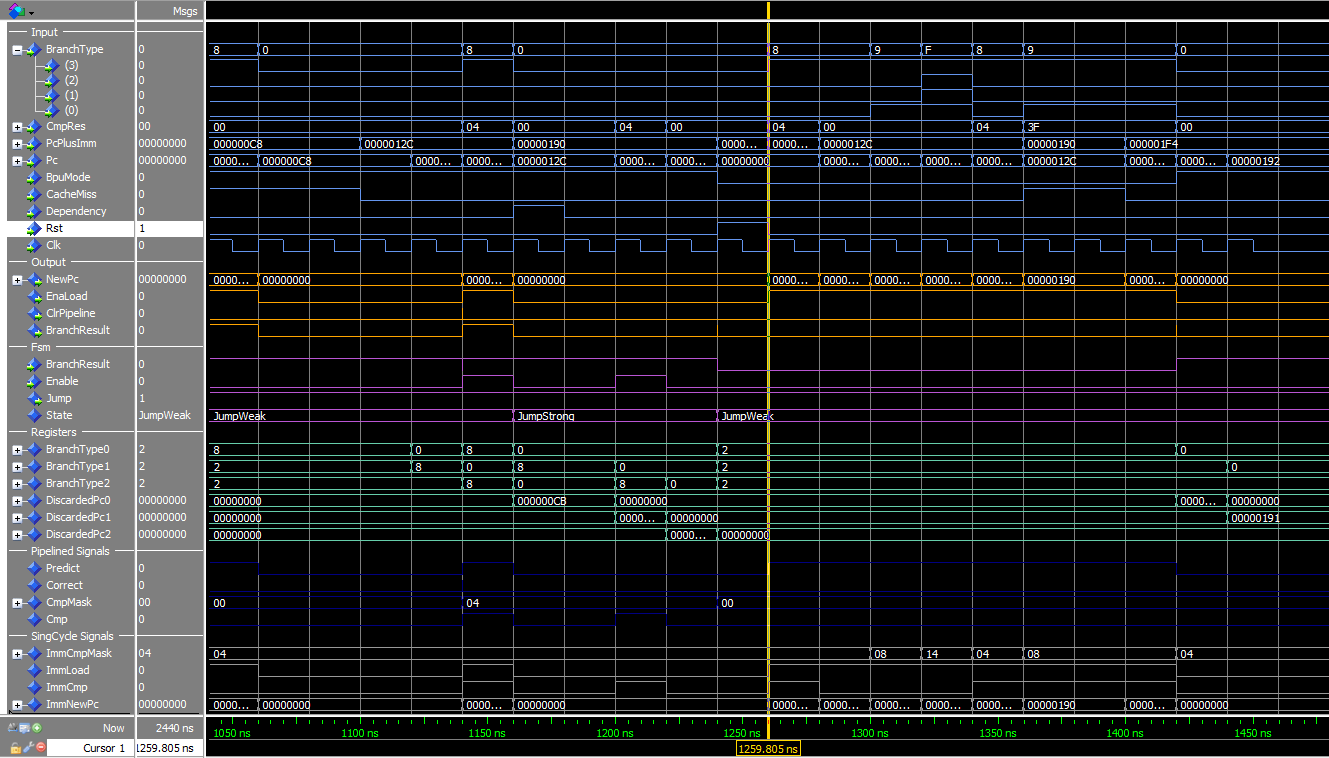 Msgs
Input
BranchType 0 8 0 8 0 8 9 F 8 9 0
(3) 0
(2) 0
(1) 0
(0) 0
CmpRes 00 00 04 00 04 00 04 00 04 3F 00
PcPlusImm 00000000 000000C8 0000012C 00000190 0000... 0000... 0000012C 00000190 000001F4
Pc 00000000 0000... 000000C8 0000... 0000... 0000012C 0000... 0000... 00000000 0000... 0000... 0000... 0000... 0000012C 0000... 0000... 00000192
BpuMode 0
CacheMiss 0
Dependency 0
Rst 1
Clk 0
Output
NewPc 00000000 0000... 00000000 0000... 00000000 0000... 0000... 0000... 0000... 0000... 00000190 0000... 00000000
EnaLoad 0
ClrPipeline 0
BranchResult 0
Fsm
BranchResult 0
Enable 0
Jump 1
State JumpWeak JumpWeak JumpStrong JumpWeak
Registers
BranchType0 2 8 0 8 0 2 0
BranchType1 2 2 8 0 8 0 2 0
BranchType2 2 2 8 0 8 0 2
DiscardedPc0 00000000 00000000 000000CB 00000000 0000... 00000000
DiscardedPc1 00000000 00000000 0000... 00000000 00000191
DiscardedPc2 00000000 00000000 0000... 00000000
Pipelined Signals
Predict 0
Correct 0
CmpMask 00 00 04 00
Cmp 0
SingCycle Signals
ImmCmpMask 04 04 08 14 04 08 04
ImmLoad 0
ImmCmp 0
ImmNewPc 00000000 0000... 00000000 0000... 00000000 0000... 0000... 0000... 0000... 0000... 00000190 0000... 00000000
Now 2440 ns 1050 ns 1100 ns 1150 ns 1200 ns 1250 ns 1300 ns 1350 ns 1400 ns 1450 ns
Cursor 1 1259.805 ns 1259.805 ns